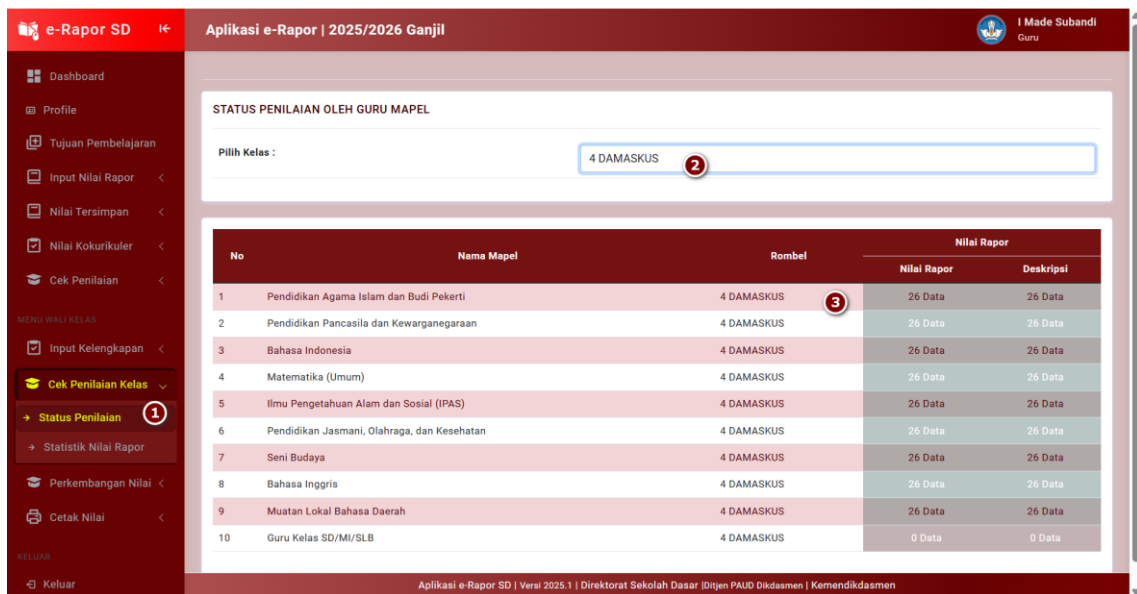 e-Rapor SD
Aplikasi e-Rapor | 2025/2026 Ganjil
I Made Subandi
Guru
Dashboard
Profile
Tujuan Pembelajaran
Input Nilai Rapor
Nilai Tersimpan
Nilai Kokurikuler
Cek Penilaian
MENU WALI KELAS
Input Kelengkapan
Cek Penilaian Kelas
Status Penilaian 1
Statistik Nilai Rapor
Perkembangan Nilai
Cetak Nilai
KELUAR
Keluar
STATUS PENILAIAN OLEH GURU MAPEL
Pilih Kelas : 4 DAMASKUS 2
No Nama Mapel Rombel Nilai Rapor
Nilai Rapor Deskripsi
1 Pendidikan Agama Islam dan Budi Pekerti 4 DAMASKUS 3 26 Data 26 Data
2 Pendidikan Pancasila dan Kewarganegaraan 4 DAMASKUS 26 Data 26 Data
3 Bahasa Indonesia 4 DAMASKUS 26 Data 26 Data
4 Matematika (Umum) 4 DAMASKUS 26 Data 26 Data
5 Ilmu Pengetahuan Alam dan Sosial (IPAS) 4 DAMASKUS 26 Data 26 Data
6 Pendidikan Jasmani, Olahraga, dan Kesehatan 4 DAMASKUS 26 Data 26 Data
7 Seni Budaya 4 DAMASKUS 26 Data 26 Data
8 Bahasa Inggris 4 DAMASKUS 26 Data 26 Data
9 Muatan Lokal Bahasa Daerah 4 DAMASKUS 26 Data 26 Data
10 Guru Kelas SD/MI/SLB 4 DAMASKUS 0 Data 0 Data
Aplikasi e-Rapor SD | Versi 2025.1 | Direktorat Sekolah Dasar |Ditjen PAUD Dikdasmen | Kemendikdasmen